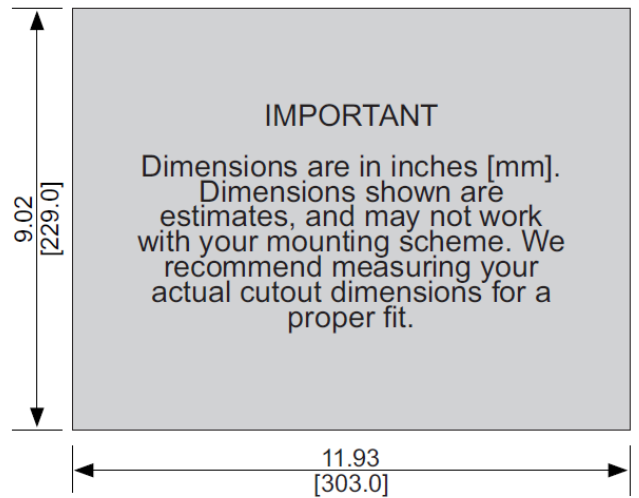 IMPORTANT
Dimensions are in inches [mm].
Dimensions shown are
estimates, and may not work
with your mounting scheme. We
recommend measuring your
actual cutout dimensions for a
proper fit.
9.02
[229.0]
11.93
[303.0]